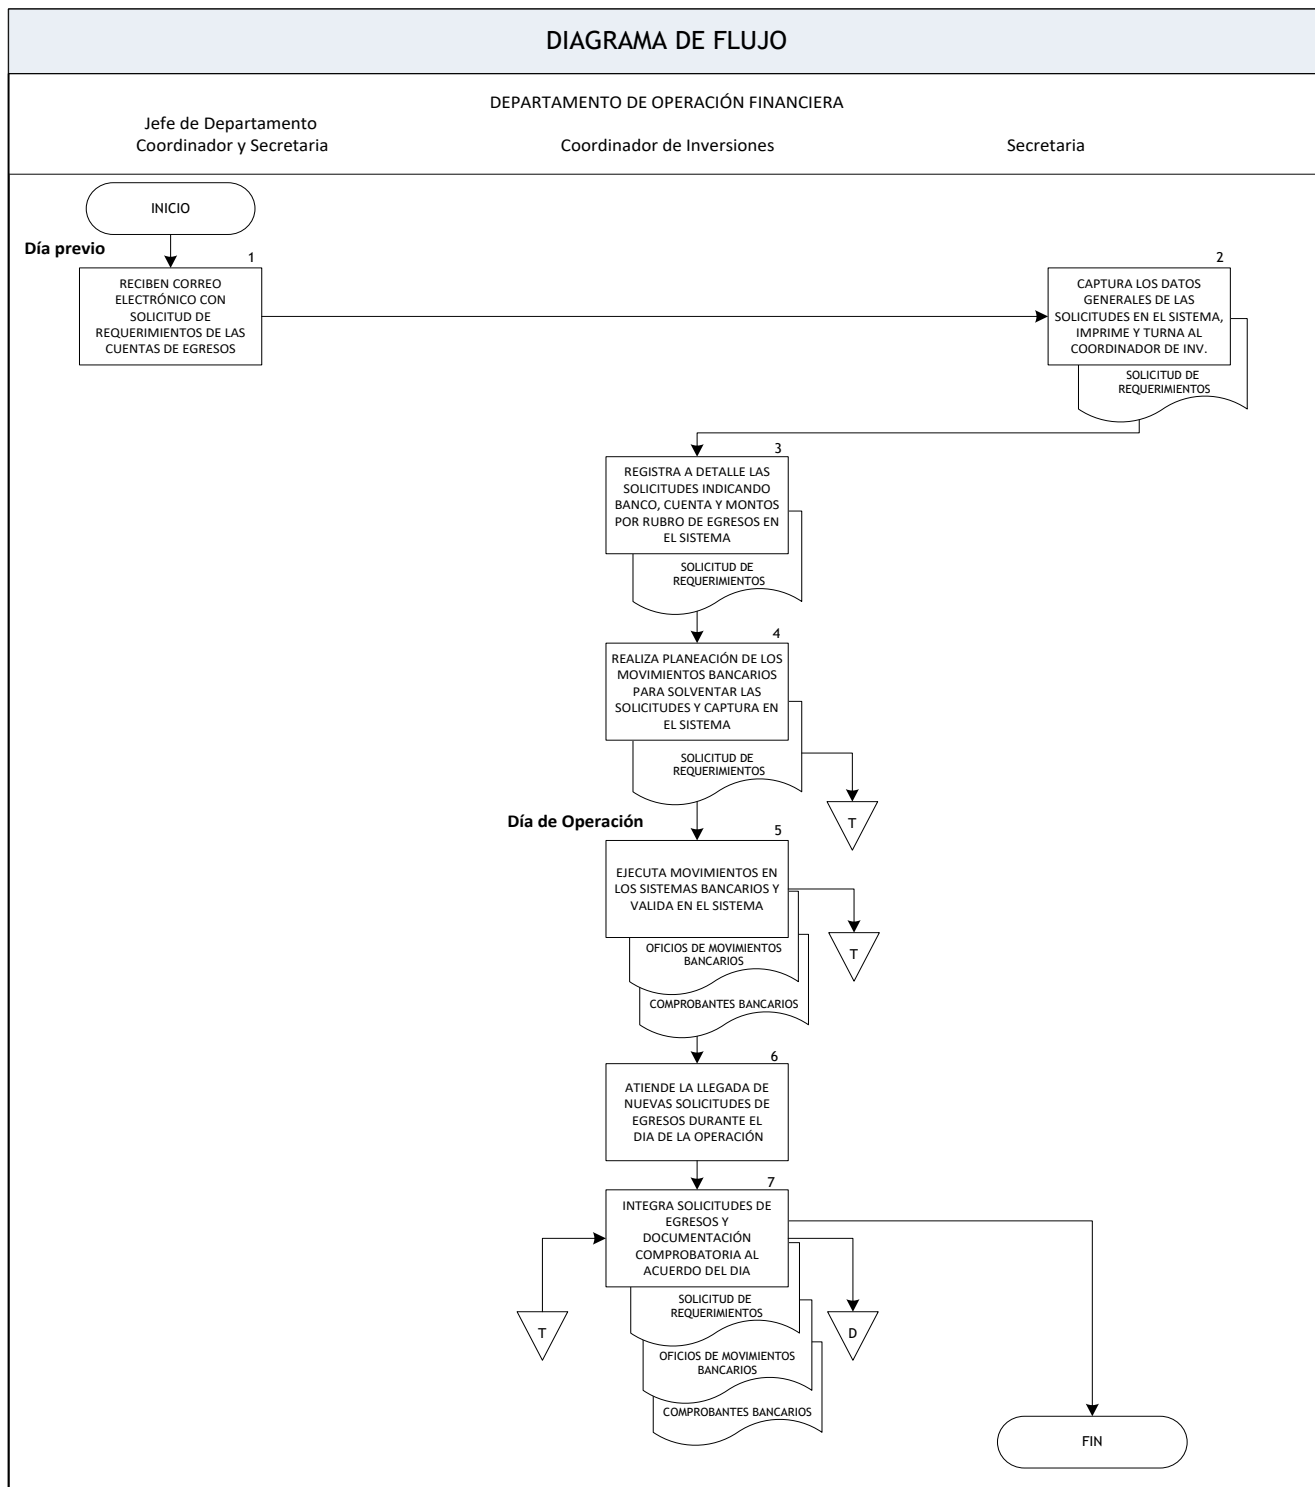 DIAGRAMA DE FLUJO
DEPARTAMENTO DE OPERACIÓN FINANCIERA
Jefe de Departamento
Coordinador y Secretaria
Coordinador de Inversiones
Secretaria
INICIO
Día previo
1
RECIBEN CORREO
ELECTRÓNICO CON
SOLICITUD DE
REQUERIMIENTOS DE LAS
CUENTAS DE EGRESOS
2
CAPTURA LOS DATOS
GENERALES DE LAS
SOLICITUDES EN EL SISTEMA,
IMPRIME Y TURNA AL
COORDINADOR DE INV.
SOLICITUD DE
REQUERIMIENTOS
3
REGISTRA A DETALLE LAS
SOLICITUDES INDICANDO
BANCO, CUENTA Y MONTOS
POR RUBRO DE EGRESOS EN
EL SISTEMA
SOLICITUD DE
REQUERIMIENTOS
4
REALIZA PLANEACIÓN DE LOS
MOVIMIENTOS BANCARIOS
PARA SOLVENTAR LAS
SOLICITUDES Y CAPTURA EN
EL SISTEMA
SOLICITUD DE
REQUERIMIENTOS
T
Día de Operación
5
EJECUTA MOVIMIENTOS EN
LOS SISTEMAS BANCARIOS Y
VALIDA EN EL SISTEMA
OFICIOS DE MOVIMIENTOS
BANCARIOS
T
COMPROBANTES BANCARIOS
6
ATIENDE LA LLEGADA DE
NUEVAS SOLICITUDES DE
EGRESOS DURANTE EL
DIA DE LA OPERACIÓN
7
INTEGRA SOLICITUDES DE
EGRESOS Y
DOCUMENTACIÓN
COMPROBATORIA AL
ACUERDO DEL DIA
SOLICITUD DE
REQUERIMIENTOS
T
D
OFICIOS DE MOVIMIENTOS
BANCARIOS
COMPROBANTES BANCARIOS
FIN